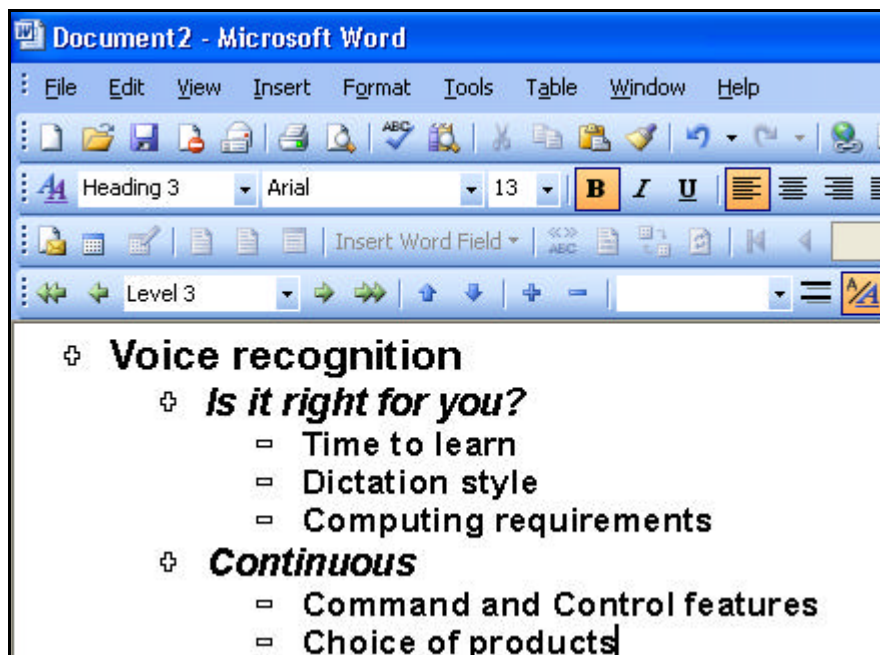 Document2 - Microsoft Word
File Edit View Insert Format Tools Table Window Help
ABC
Heading 3 Arial 13 B I U
Insert Word Field ABC
Level 3
Voice recognition
Is it right for you?
Time to learn
Dictation style
Computing requirements
Continuous
Command and Control features
Choice of products